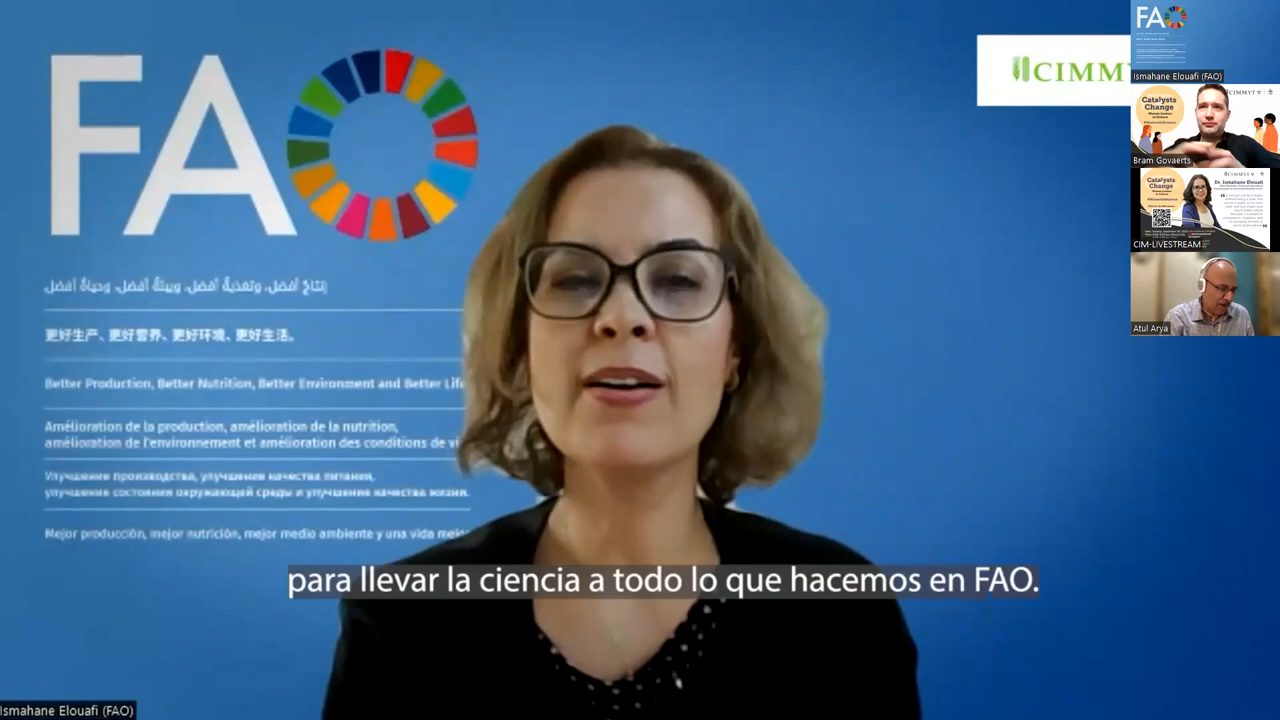 FAO
CIMMY
إنتاجٌ أفضل، وتغذيةٌ أفضل، وبيئةٌ أفضل، وحياةٌ أفضل
更好生产、更好营养、更好环境、更好生活。
Better Production, Better Nutrition, Better Environment and Better Life
Amélioration de la production, amélioration de la nutrition,
amélioration de l'environnement et amélioration des conditions de vi
Улучшение производства, улучшение качества питания,
улучшение состояния окружающей среды и улучшение качества жизни.
Mejor producción, mejor nutrición, mejor medio ambiente y una vida mejo
para llevar la ciencia a todo lo que hacemos en FAO.
Ismahane Elouafi (FAO)
FAO
Ismahane Elouafi (FAO)
Catalysts
Change
Women Leaders
in Science
CIMMYT
Bram Govaerts
Catalysts
Change
CIMMYT
Dr. Ismahane Elouafi
CIM-LIVESTREAM
Atul Arya